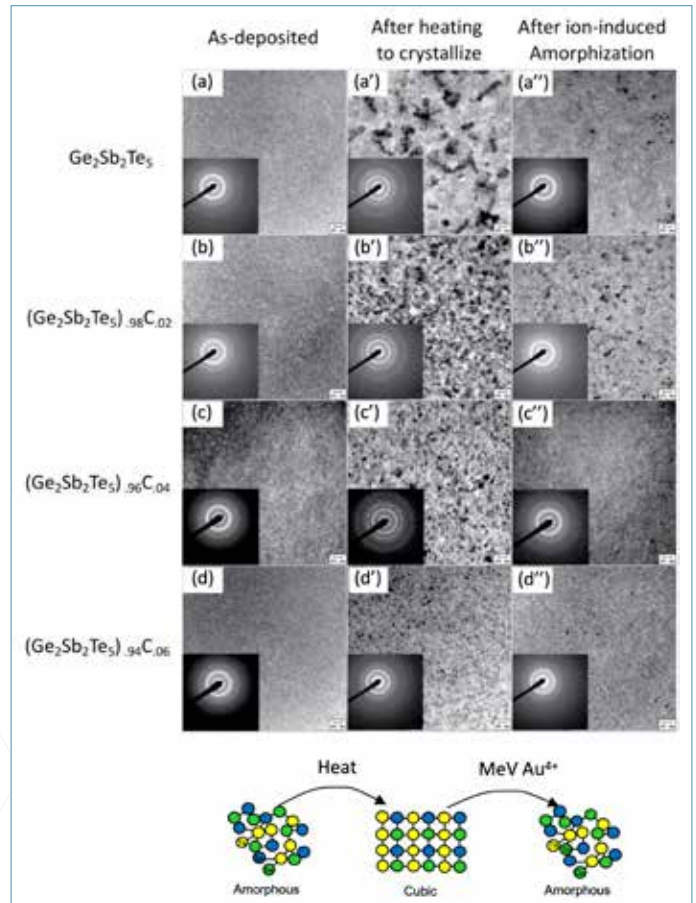 As-deposited
After heating
to crystallize
After ion-induced
Amorphization
(a)
(a')
(a'')
Ge₂Sb₂Te₅
(b)
(b')
(b'')
(Ge₂Sb₂Te₅).98C.02
(c)
(c')
(c'')
(Ge₂Sb₂Te₅).96C.04
(d)
(d')
(d'')
(Ge₂Sb₂Te₅).94C.06
Heat
MeV Au⁴⁺
Amorphous
Cubic
Amorphous